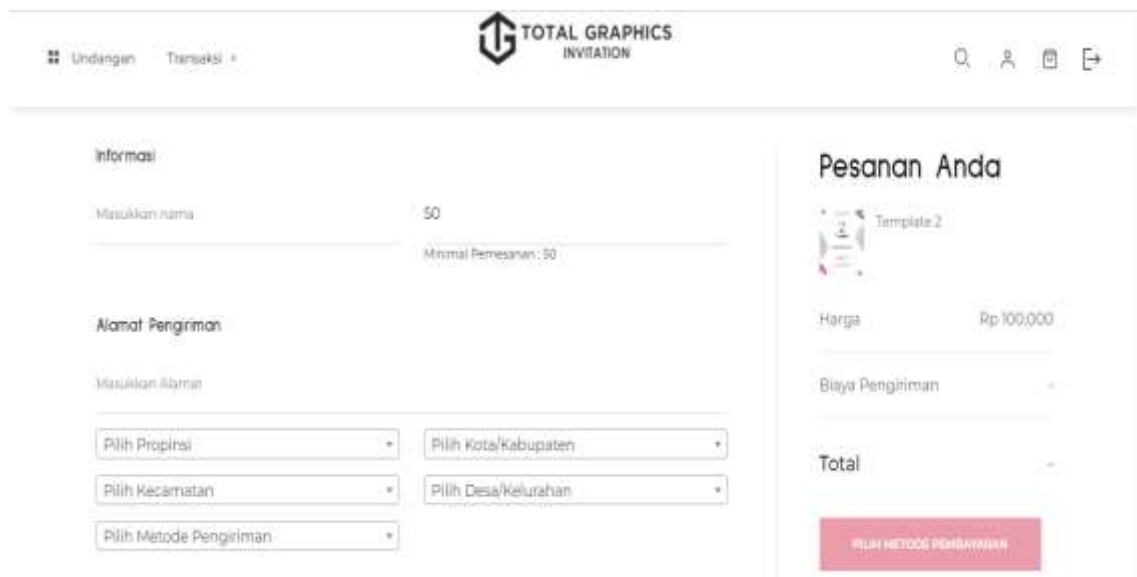 TOTAL GRAPHICS
INVITATION
Undangan Transaksi
Informasi
Masukkan nama 50
Minimal Pemesanan : 50
Alamat Pengiriman
Masukkan Alamat
Pilih Propinsi Pilih Kota/Kabupaten
Pilih Kecamatan Pilih Desa/Kelurahan
Pilih Metode Pengiriman
Pesanan Anda
Template 2
Harga Rp 100,000
Biaya Pengiriman -
Total -
PILIH METODE PEMBAYARAN